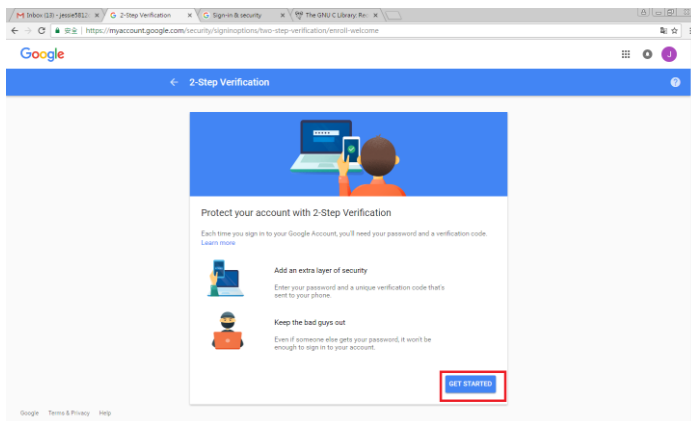 Inbox (13) - jessie5812
G 2-Step Verification
G Sign-in & security
The GNU C Library: Re
安全 | https://myaccount.google.com/security/signinoptions/two-step-verification/enroll-welcome
Google
J
← 2-Step Verification
?
Protect your account with 2-Step Verification
Each time you sign in to your Google Account, you'll need your password and a verification code.
Learn more
Add an extra layer of security
Enter your password and a unique verification code that's
sent to your phone.
Keep the bad guys out
Even if someone else gets your password, it won't be
enough to sign in to your account.
GET STARTED
Google Terms & Privacy Help